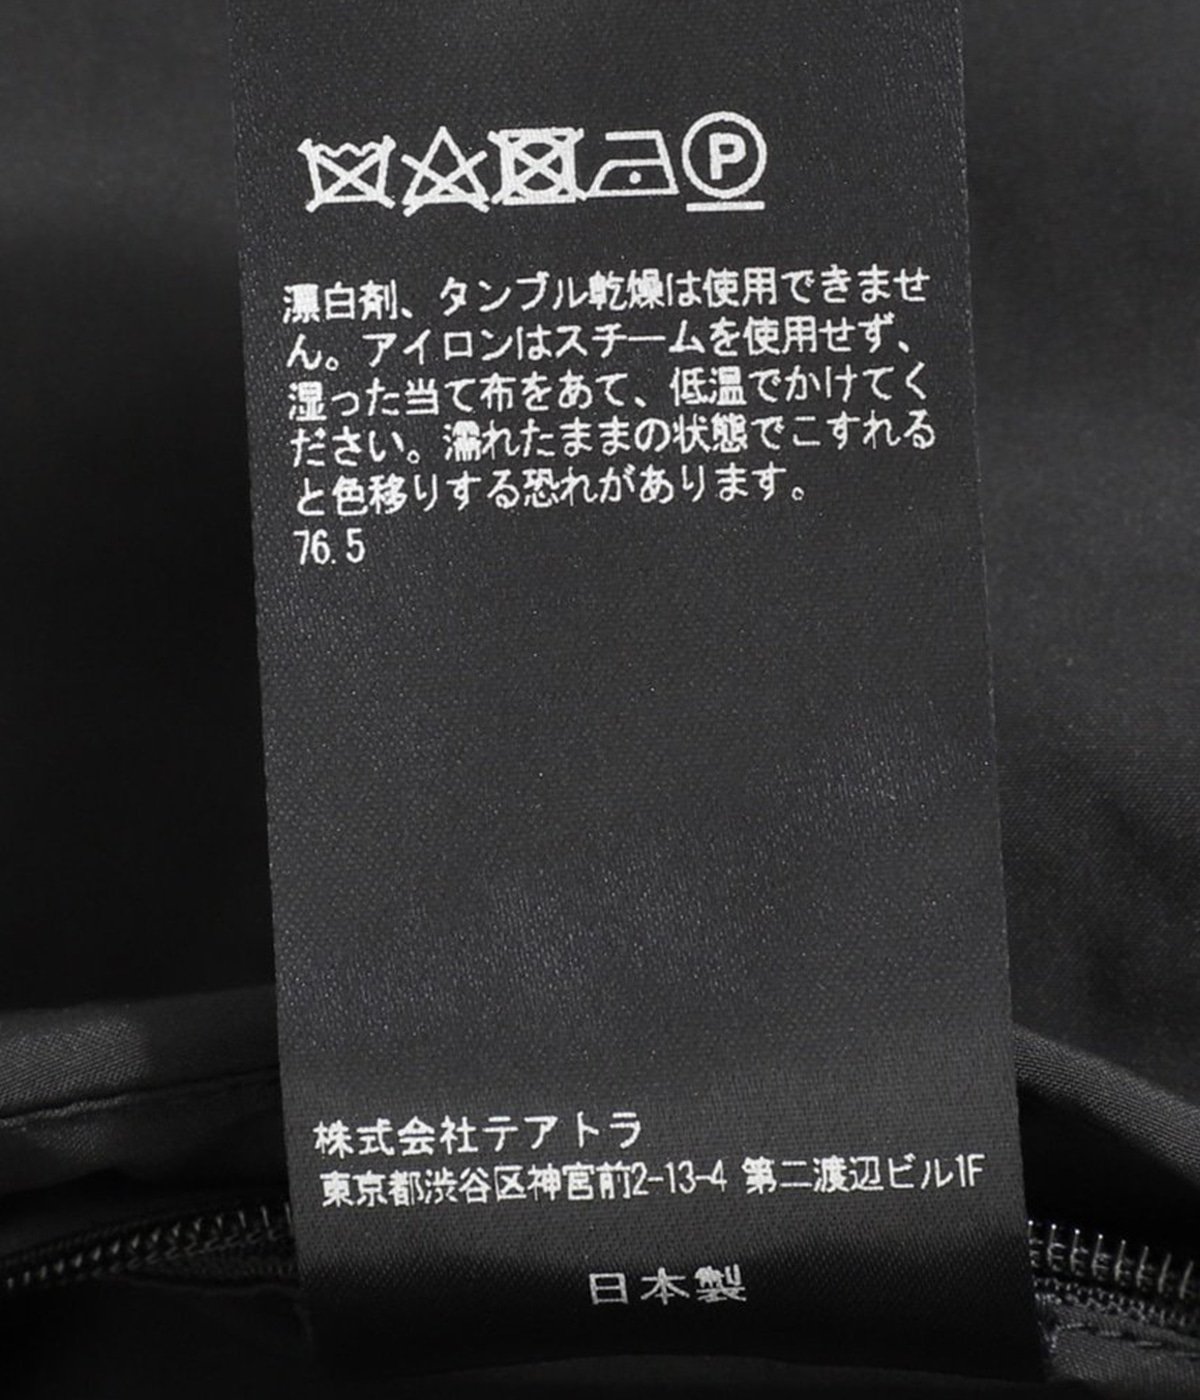 P
漂白剤、タンブル乾燥は使用できませ
ん。アイロンはスチームを使用せず、
湿った当て布をあて、低温でかけてく
ださい。濡れたままの状態でこすれる
と色移りする恐れがあります。
76.5
株式会社テアトラ
東京都渋谷区神宮前2-13-4 第二渡辺ビル1F
日本製